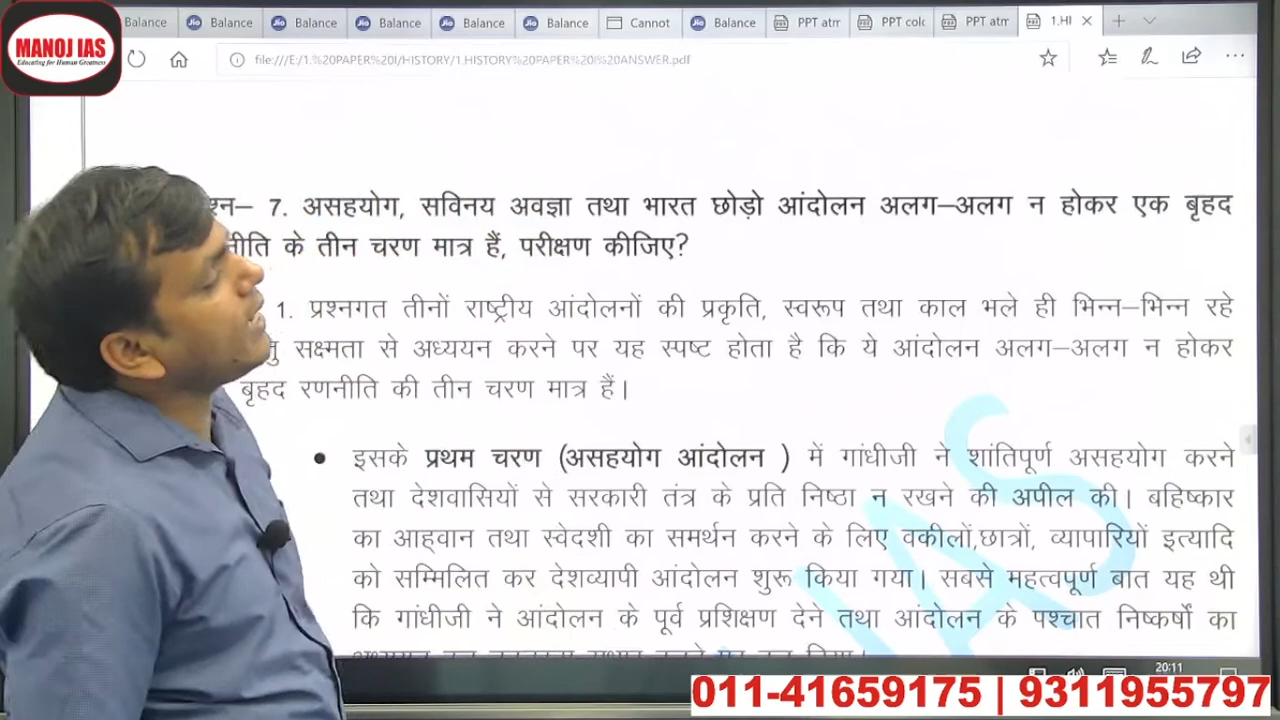 MANOJ IAS
Educating for Human Greatness
Balance
Balance
Balance
Balance
Balance
Balance
Cannot
Balance
PPT atm
PPT colo
PPT atm
1.HI
file:///E:/1.%20PAPER%20I/HISTORY/1.HISTORY%20PAPER%20I%20ANSWER.pdf
7. असहयोग, सविनय अवज्ञा तथा भारत छोड़ो आंदोलन अलग–अलग न होकर एक बृहद
के तीन चरण मात्र हैं, परीक्षण कीजिए?
1. प्रश्नगत तीनों राष्ट्रीय आंदोलनों की प्रकृति, स्वरूप तथा काल भले ही भिन्न–भिन्न रहे
सक्ष्मता से अध्ययन करने पर यह स्पष्ट होता है कि ये आंदोलन अलग–अलग न होकर
बृहद रणनीति की तीन चरण मात्र हैं।
• इसके प्रथम चरण (असहयोग आंदोलन ) में गांधीजी ने शांतिपूर्ण असहयोग करने
तथा देशवासियों से सरकारी तंत्र के प्रति निष्ठा न रखने की अपील की। बहिष्कार
का आह्वान तथा स्वेदशी का समर्थन करने के लिए वकीलों,छात्रों, व्यापारियों इत्यादि
को सम्मिलित कर देशव्यापी आंदोलन शुरू किया गया। सबसे महत्वपूर्ण बात यह थी
कि गांधीजी ने आंदोलन के पूर्व प्रशिक्षण देने तथा आंदोलन के पश्चात निष्कर्षों का
IAS
20:11
011-41659175 | 9311955797